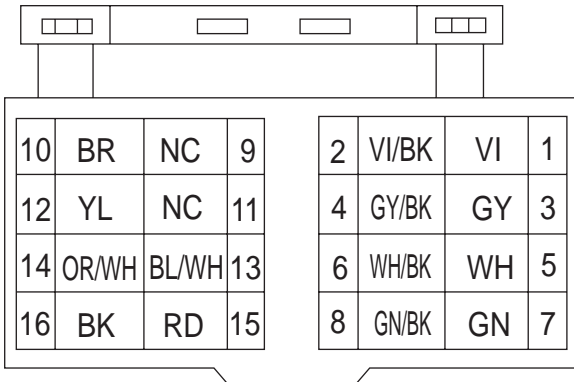 10 BR NC 9 2 VI/BK VI 1
12 YL NC 11 4 GY/BK GY 3
14 OR/WH BL/WH 13 6 WH/BK WH 5
16 BK RD 15 8 GN/BK GN 7